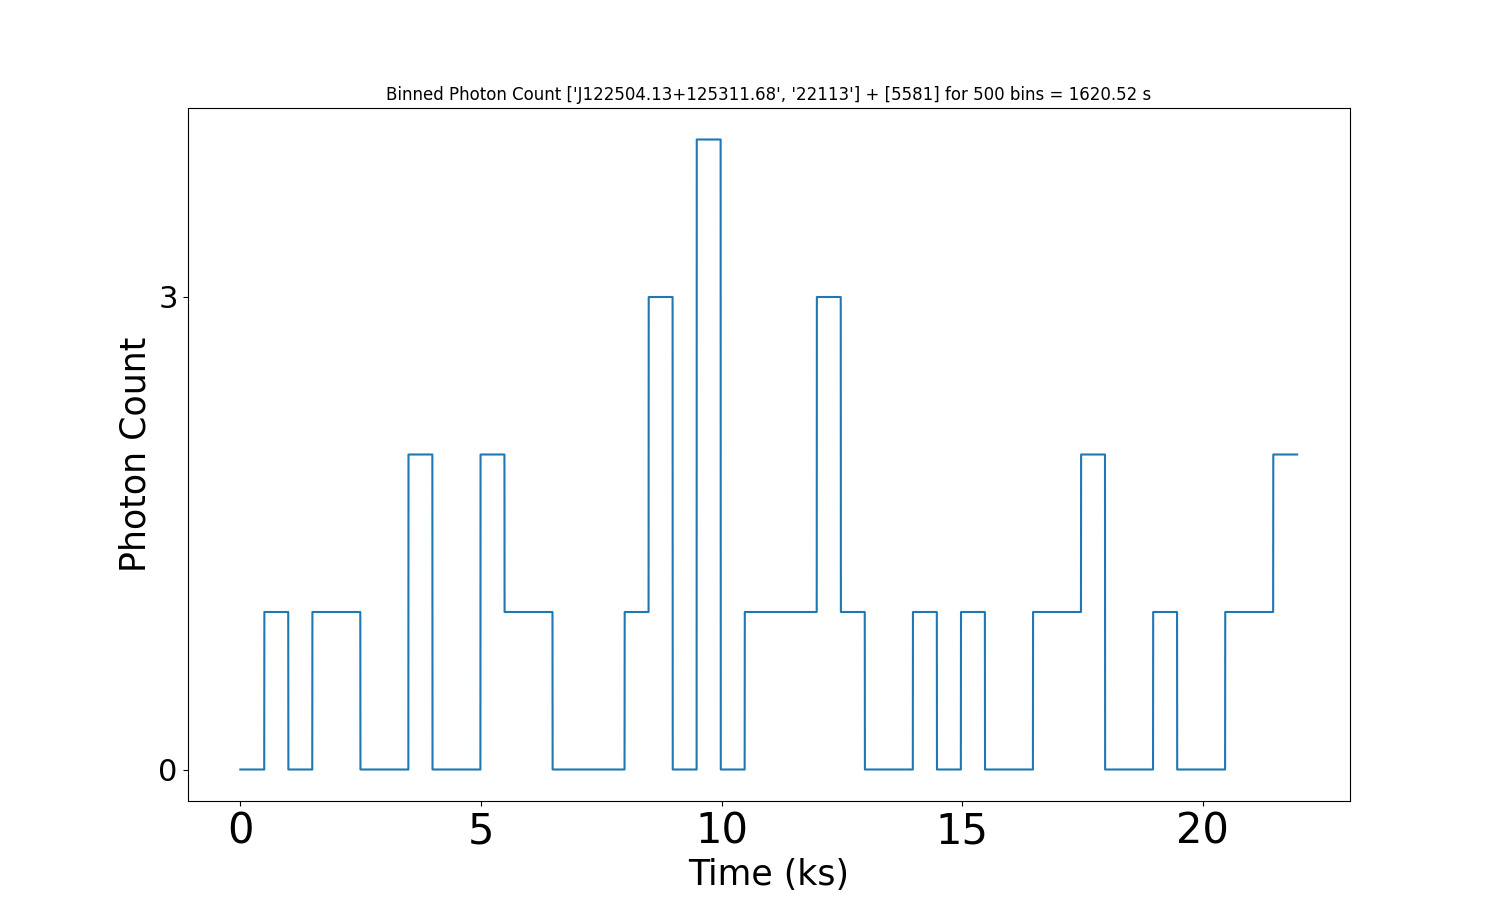 Binned Photon Count ['J122504.13+125311.68', '22113'] + [5581] for 500 bins = 1620.52 s
3
0
Photon Count
0 5 10 15 20
Time (ks)